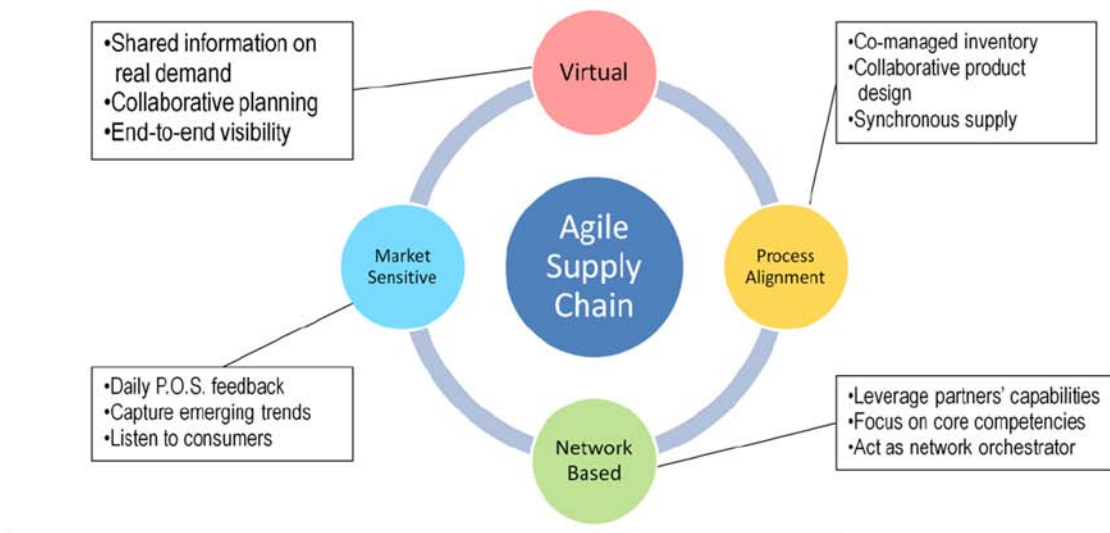 •Shared information on
real demand
•Collaborative planning
•End-to-end visibility
Virtual
•Co-managed inventory
•Collaborative product
design
•Synchronous supply
Market
Sensitive
Agile
Supply
Chain
Process
Alignment
•Daily P.O.S. feedback
•Capture emerging trends
•Listen to consumers
Network
Based
•Leverage partners’ capabilities
•Focus on core competencies
•Act as network orchestrator